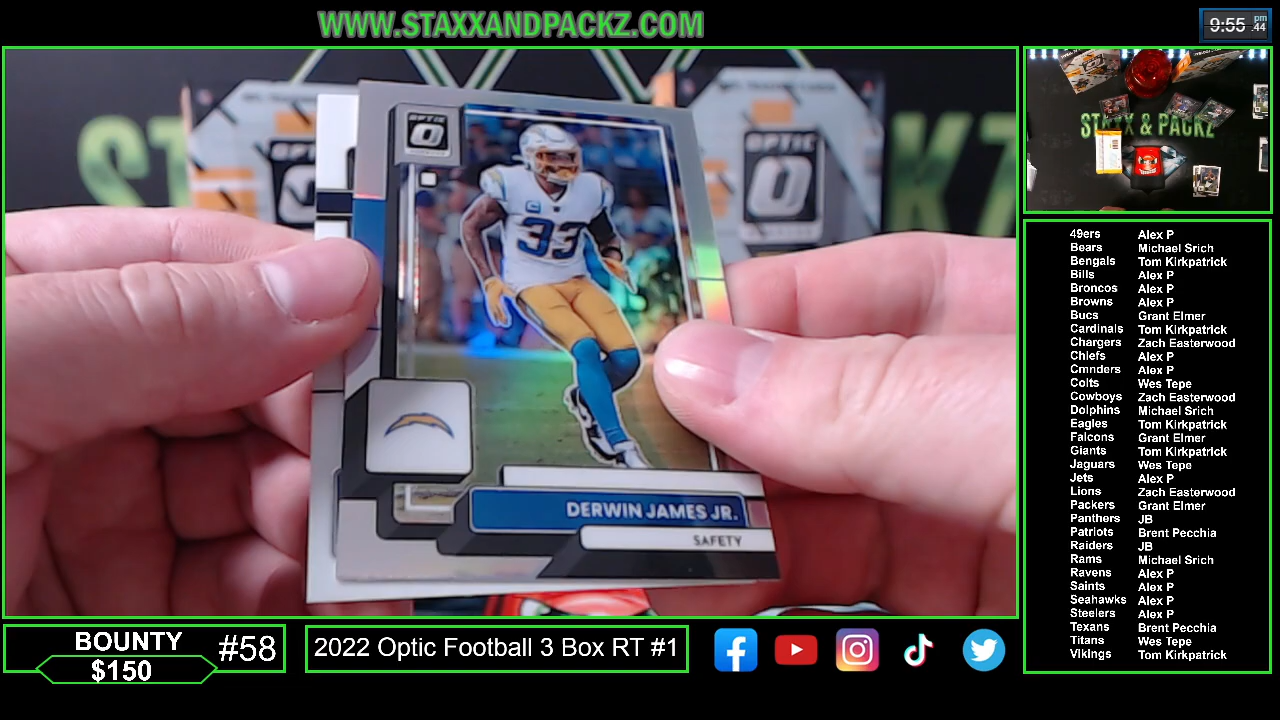 WWW.STAXXANDPACKZ.COM
9:55 pm .44
OPTIC
33
DERWIN JAMES JR.
SAFETY
OPTIC
OPTIC
STAXX & PACKZ
49ers Alex P
Bears Michael Srich
Bengals Tom Kirkpatrick
Bills Alex P
Broncos Alex P
Browns Alex P
Bucs Grant Elmer
Cardinals Tom Kirkpatrick
Chargers Zach Easterwood
Chiefs Alex P
Cmnders Alex P
Colts Wes Tepe
Cowboys Zach Easterwood
Dolphins Michael Srich
Eagles Tom Kirkpatrick
Falcons Grant Elmer
Giants Tom Kirkpatrick
Jaguars Wes Tepe
Jets Alex P
Lions Zach Easterwood
Packers Grant Elmer
Panthers JB
Patriots Brent Pecchia
Raiders JB
Rams Michael Srich
Ravens Alex P
Saints Alex P
Seahawks Alex P
Steelers Alex P
Texans Brent Pecchia
Titans Wes Tepe
Vikings Tom Kirkpatrick
BOUNTY #58
$150
2022 Optic Football 3 Box RT #1